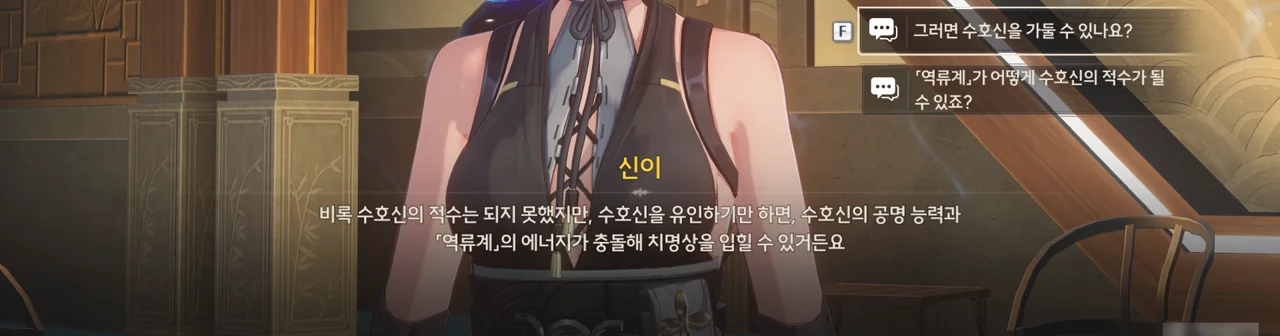 F
그러면 수호신을 가둘 수 있나요?
「역류계」가 어떻게 수호신의 적수가 될
수 있죠?
신이
비록 수호신의 적수는 되지 못했지만, 수호신을 유인하기만 하면, 수호신의 공명 능력과
「역류계」의 에너지가 충돌해 치명상을 입힐 수 있거든요